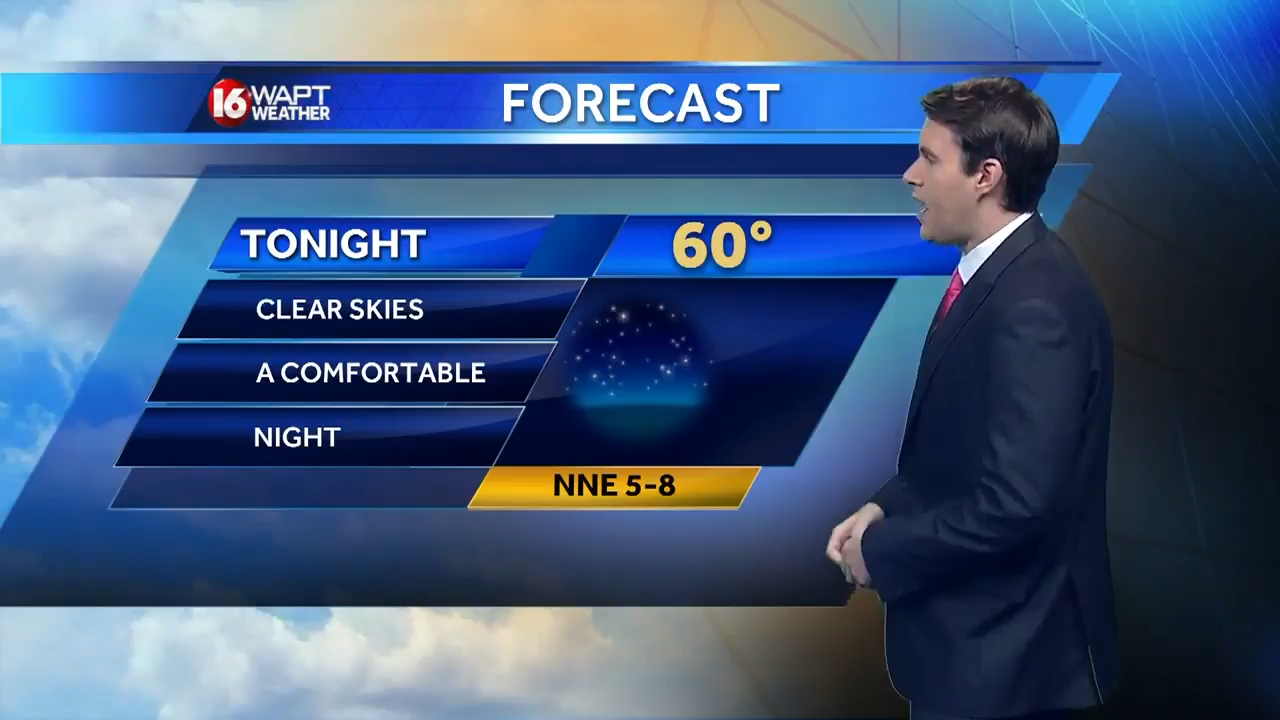 16 WAPT
WEATHER
FORECAST
TONIGHT
60°
CLEAR SKIES
A COMFORTABLE
NIGHT
NNE 5-8